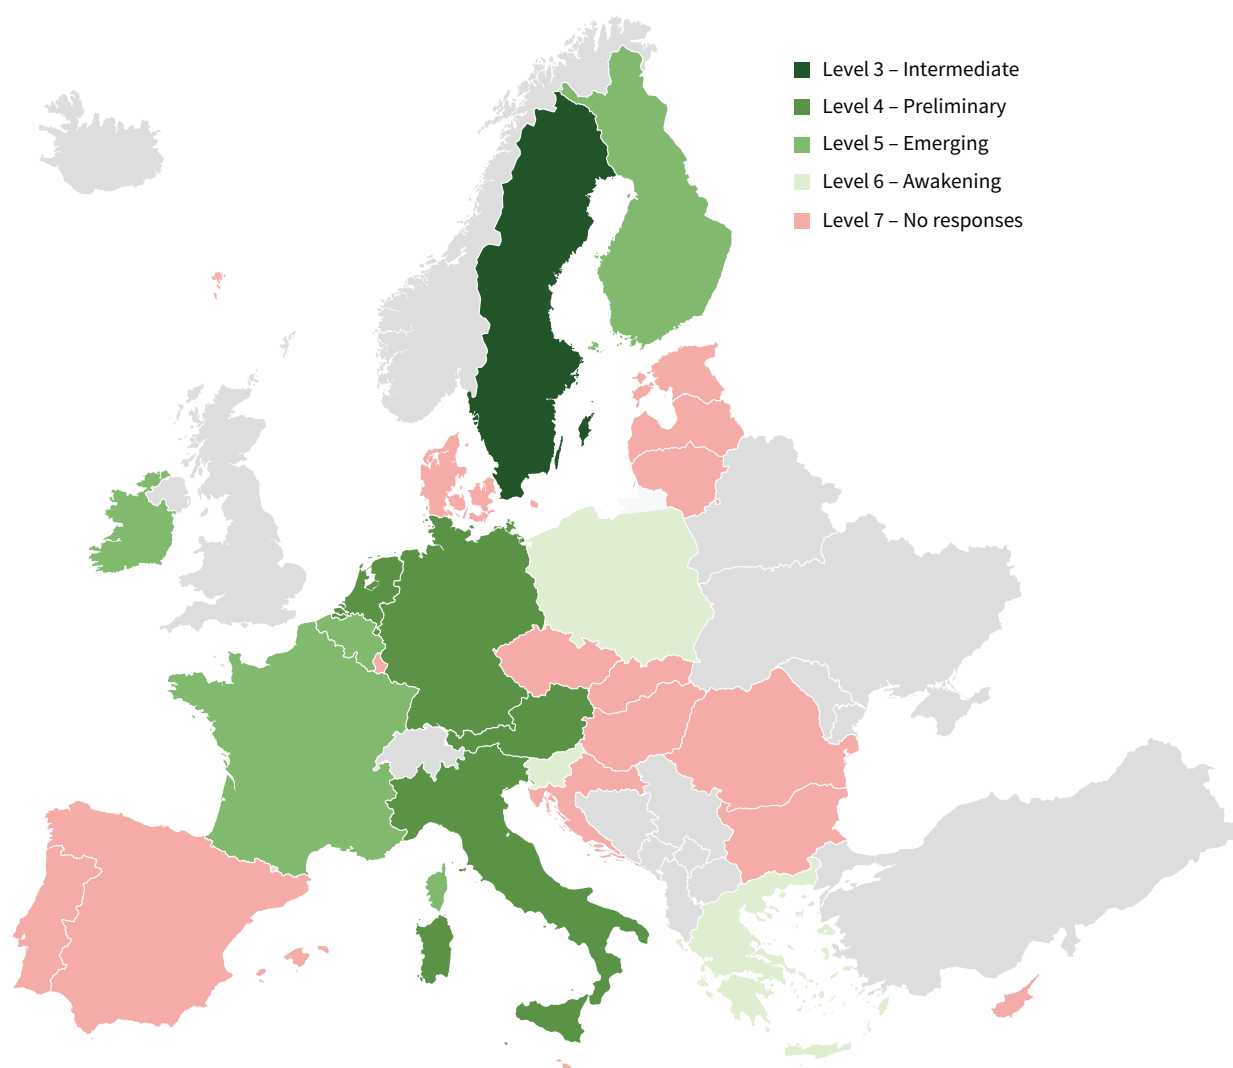 Level 3 – Intermediate
Level 4 – Preliminary
Level 5 – Emerging
Level 6 – Awakening
Level 7 – No responses